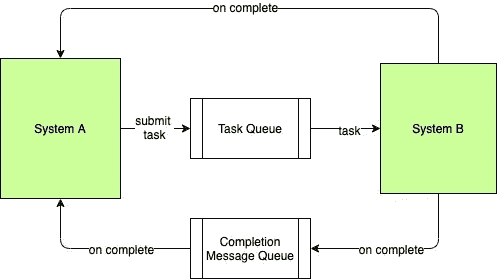 on complete
System A
submit
task
Task Queue
task
System B
on complete
Completion
Message Queue
on complete